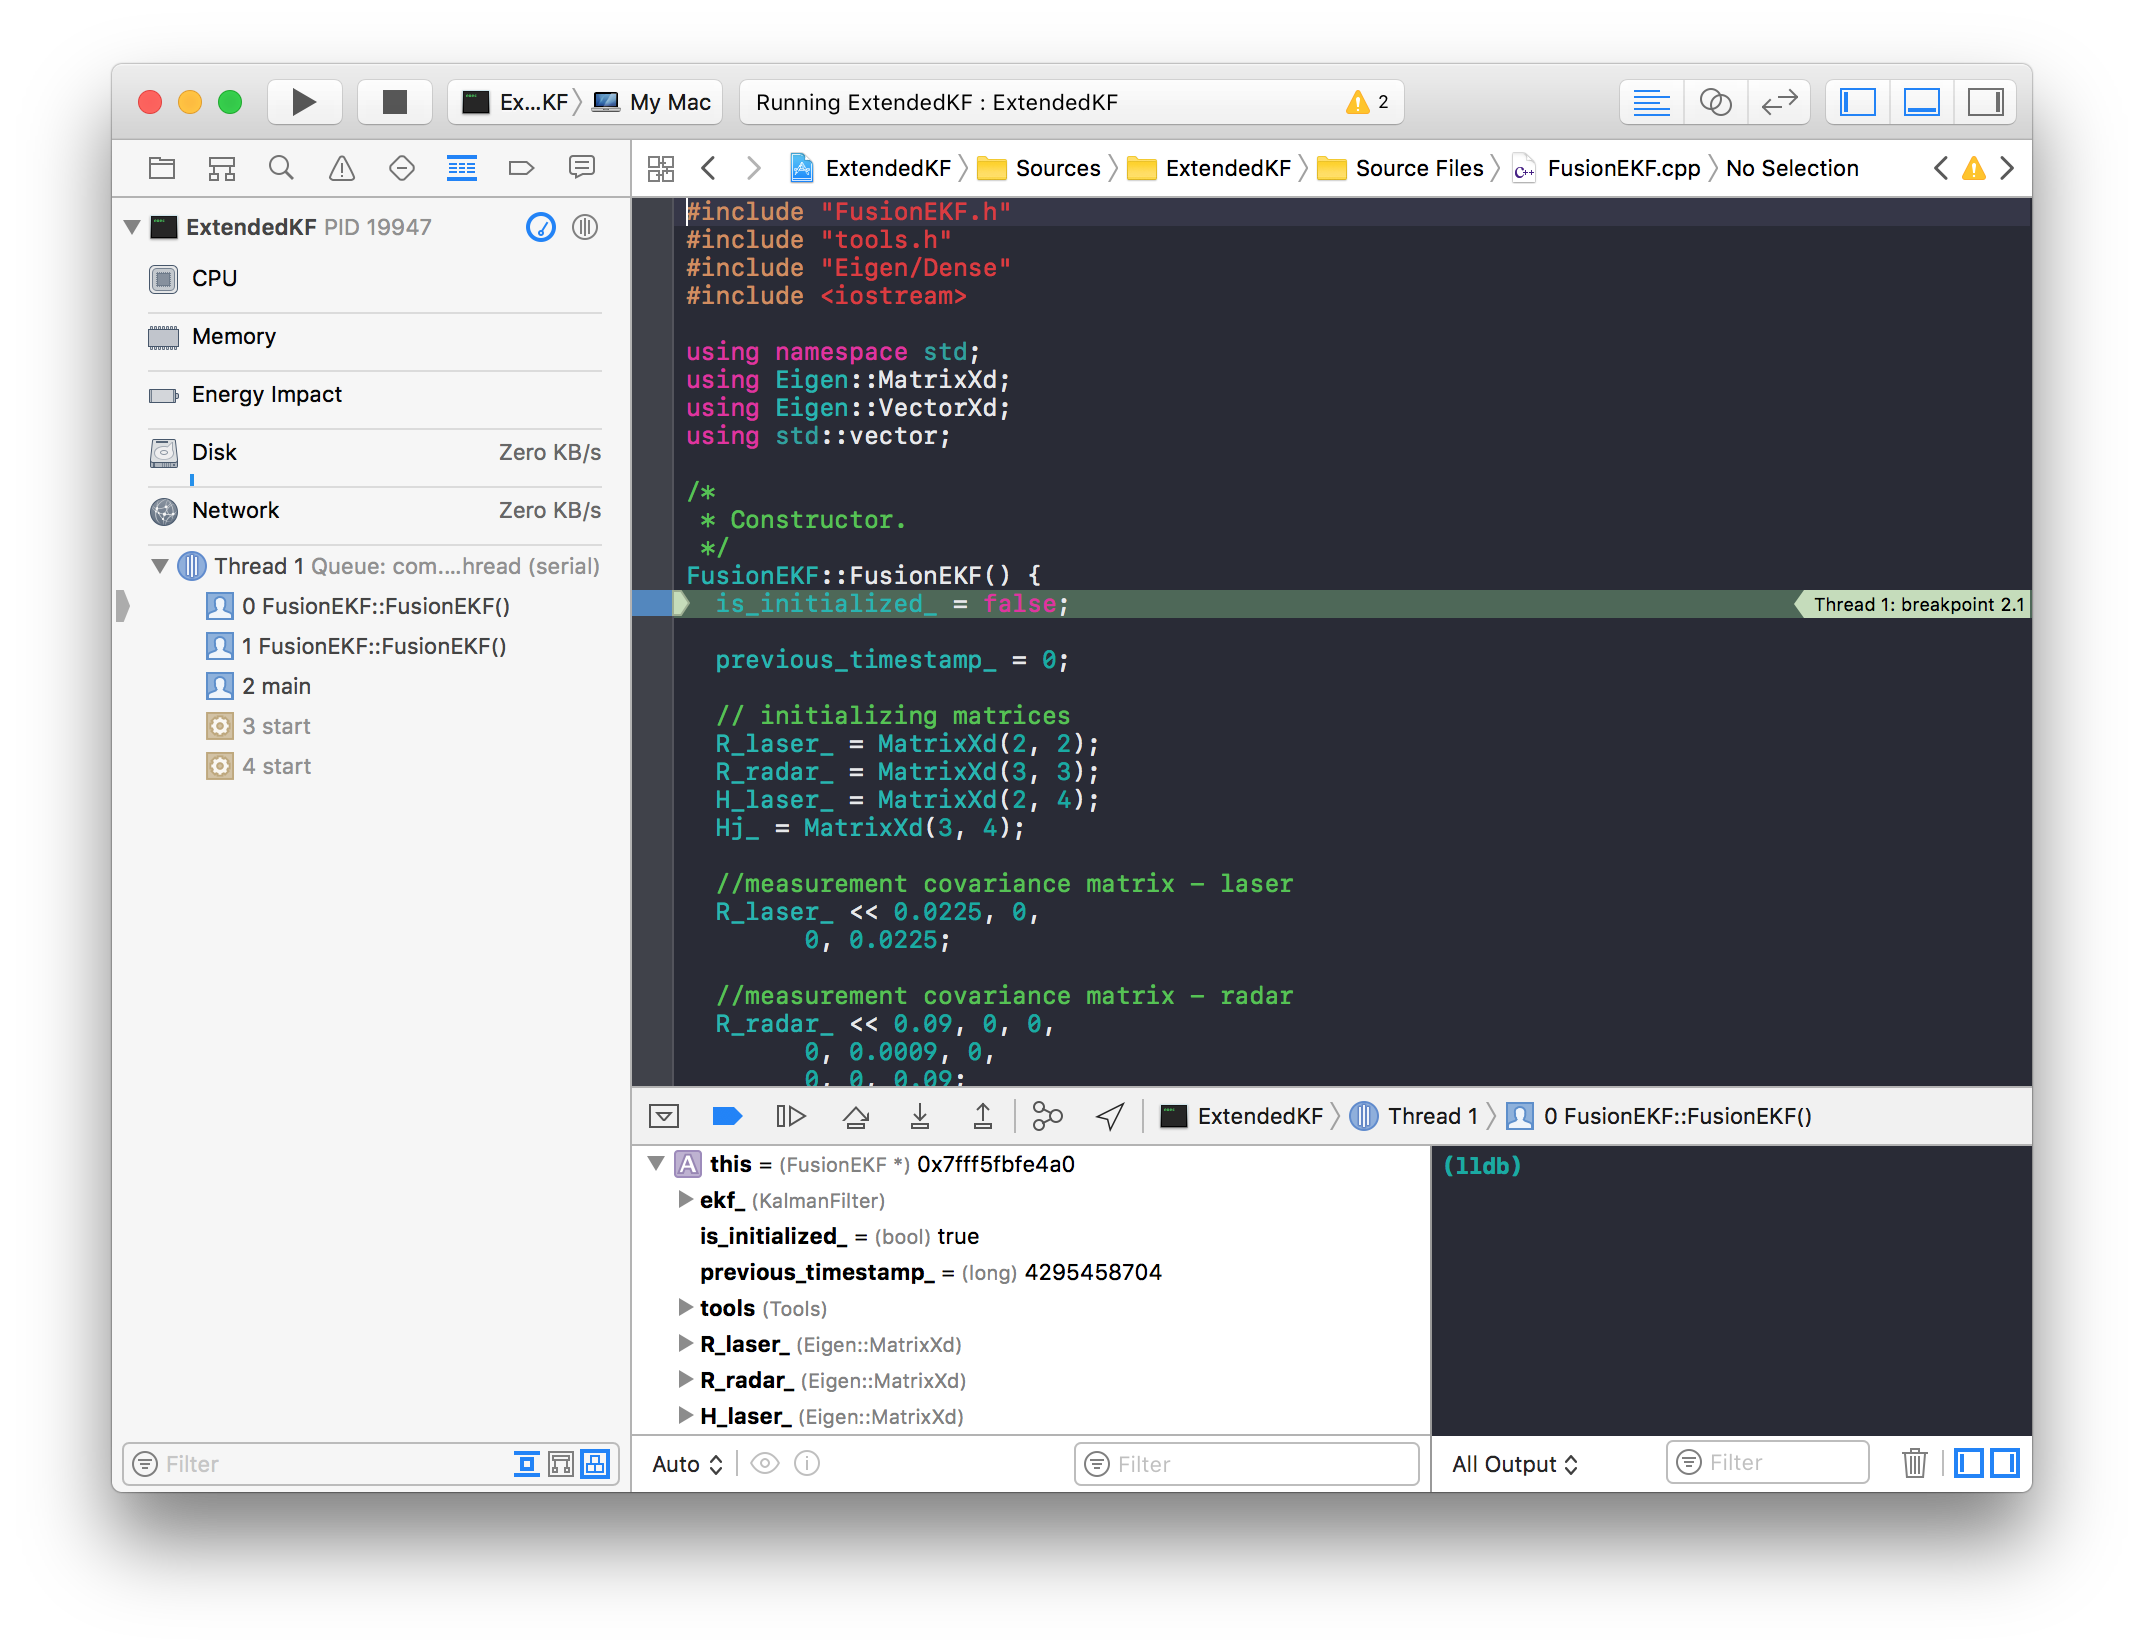 Ex...KF My Mac
Running ExtendedKF : ExtendedKF
2
ExtendedKF Sources ExtendedKF Source Files FusionEKF.cpp No Selection
ExtendedKF PID 19947
CPU
Memory
Energy Impact
Disk Zero KB/s
Network Zero KB/s
Thread 1 Queue: com....hread (serial)
0 FusionEKF::FusionEKF()
1 FusionEKF::FusionEKF()
2 main
3 start
4 start
Filter
#include "FusionEKF.h"
#include "tools.h"
#include "Eigen/Dense"
#include <iostream>
using namespace std;
using Eigen::MatrixXd;
using Eigen::VectorXd;
using std::vector;
/*
* Constructor.
*/
FusionEKF::FusionEKF() {
is_initialized_ = false;
Thread 1: breakpoint 2.1
previous_timestamp_ = 0;
// initializing matrices
R_laser_ = MatrixXd(2, 2);
R_radar_ = MatrixXd(3, 3);
H_laser_ = MatrixXd(2, 4);
Hj_ = MatrixXd(3, 4);
//measurement covariance matrix - laser
R_laser_ << 0.0225, 0,
0, 0.0225;
//measurement covariance matrix - radar
R_radar_ << 0.09, 0, 0,
0, 0.0009, 0,
0, 0, 0.09;
ExtendedKF Thread 1 0 FusionEKF::FusionEKF()
A this = (FusionEKF *) 0x7fff5fbfe4a0
ekf_ (KalmanFilter)
is_initialized_ = (bool) true
previous_timestamp_ = (long) 4295458704
tools (Tools)
R_laser_ (Eigen::MatrixXd)
R_radar_ (Eigen::MatrixXd)
H_laser_ (Eigen::MatrixXd)
Auto Filter
(lldb)
All Output Filter